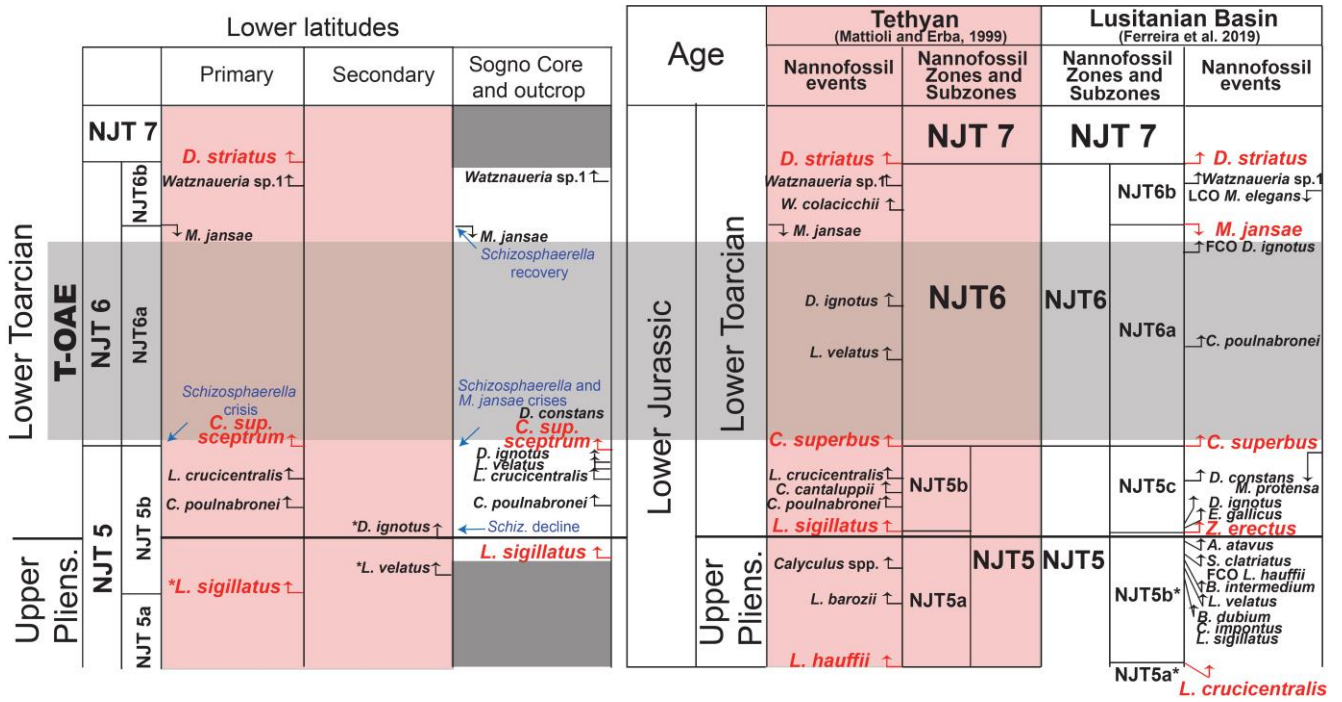 Lower latitudes
Primary
Secondary
Sogno Core
and outcrop
Lower Toarcian
Upper
Pliens.
T-OAE
NJT 7
NJT 6
NJT6b
NJT6a
NJT 5
NJT 5b
NJT 5a
D. striatus
Watznaueria sp.1
M. jansae
Schizosphaerella
crisis
C. sup.
sceptrum
L. crucicentralis
C. poulnabronei
*L. sigillatus
*D. ignotus
*L. velatus
Watznaueria sp.1
M. jansae
Schizosphaerella
recovery
Schizosphaerella and
M. jansae crises
D. constans
C. sup.
sceptrum
D. ignotus
L. velatus
L. crucicentralis
C. poulnabronei
Schiz. decline
L. sigillatus
Age
Lower Jurassic
Lower Toarcian
Upper
Pliens.
Tethyan
(Mattioli and Erba, 1999)
Nannofossil
events
Nannofossil
Zones and
Subzones
D. striatus
Watznaueria sp.1
W. colacicchii
M. jansae
D. ignotus
L. velatus
C. superbus
L. crucicentralis
C. cantaluppii
C. poulnabronei
L. sigillatus
Calyculus spp.
L. barozii
L. hauffii
NJT 7
NJT6
NJT5b
NJT5
NJT5a
Lusitanian Basin
(Ferreira et al. 2019)
Nannofossil
Zones and
Subzones
Nannofossil
events
NJT 7
NJT6
NJT6b
NJT6a
NJT5c
NJT5
NJT5b*
NJT5a*
D. striatus
Watznaueria sp.1
LCO M. elegans
M. jansae
FCO D. ignotus
C. poulnabronei
C. superbus
D. constans
M. protensa
D. ignotus
E. gallicus
Z. erectus
A. atavus
S. clatriatus
FCO L. hauffii
B. intermedium
L. velatus
B. dubium
C. impontus
L. sigillatus
L. crucicentralis